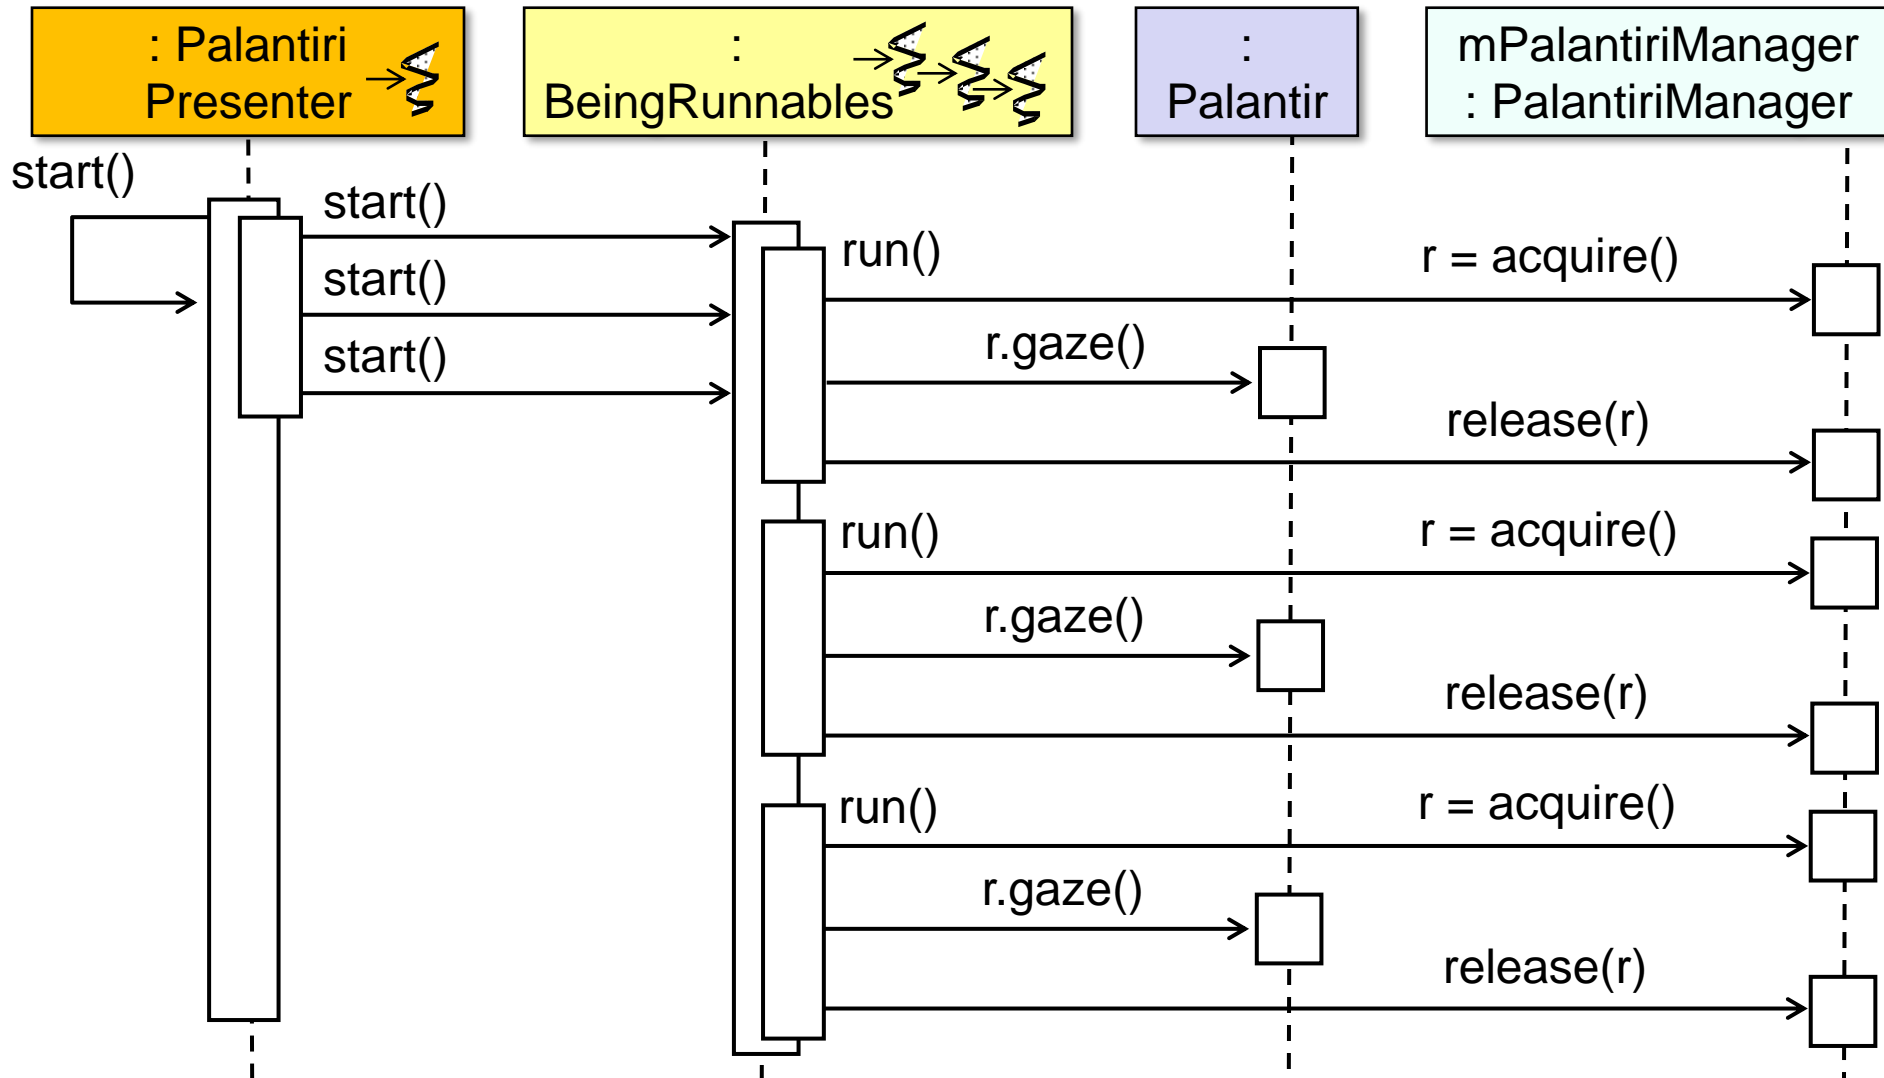 : Palantiri
Presenter
:
BeingRunnables
:
Palantir
mPalantiriManager
: PalantiriManager
start()
start()
start()
start()
run()
r = acquire()
r.gaze()
release(r)
run()
r = acquire()
r.gaze()
release(r)
run()
r = acquire()
r.gaze()
release(r)